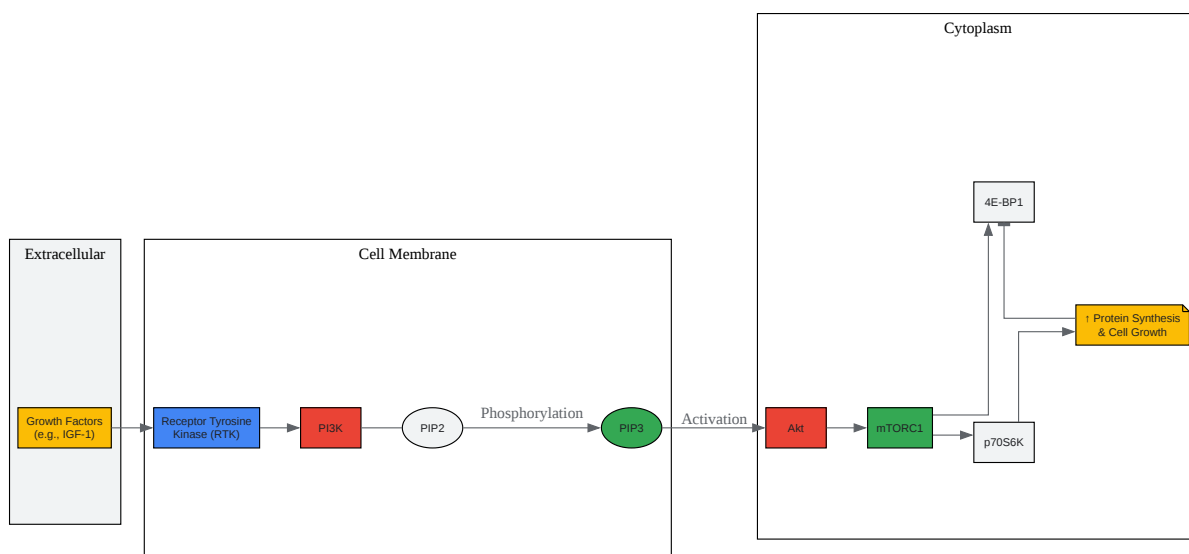 Cytoplasm
4E-BP1
Extracellular
Cell Membrane
↑ Protein Synthesis
& Cell Growth
Growth Factors
(e.g., IGF-1)
Receptor Tyrosine
Kinase (RTK)
PI3K
PIP2
Phosphorylation
PIP3
Activation
Akt
mTORC1
p70S6K